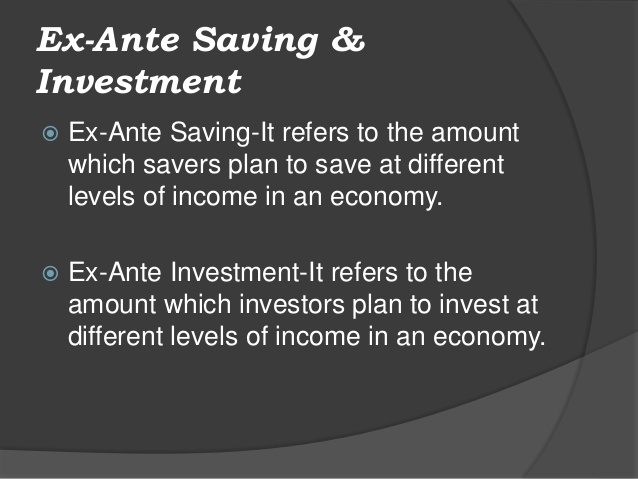 Ex-Ante Saving &
Investment
Ex-Ante Saving-It refers to the amount
which savers plan to save at different
levels of income in an economy.
Ex-Ante Investment-It refers to the
amount which investors plan to invest at
different levels of income in an economy.